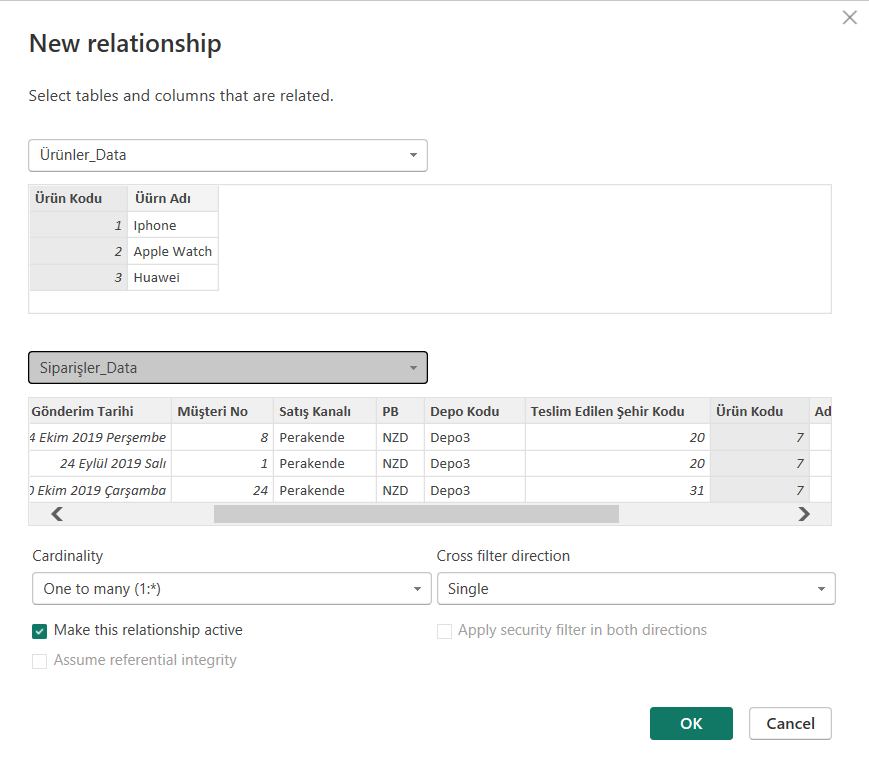 New relationship
Select tables and columns that are related.
Ürünler_Data
Ürün Kodu Üürn Adı
1 Iphone
2 Apple Watch
3 Huawei
Siparişler_Data
Gönderim Tarihi Müşteri No Satış Kanalı PB Depo Kodu Teslim Edilen Şehir Kodu Ürün Kodu Ad
4 Ekim 2019 Perşembe 8 Perakende NZD Depo3 20 7
24 Eylül 2019 Salı 1 Perakende NZD Depo3 20 7
0 Ekim 2019 Çarşamba 24 Perakende NZD Depo3 31 7
Cardinality Cross filter direction
One to many (1:*) Single
Make this relationship active Apply security filter in both directions
Assume referential integrity
OK Cancel